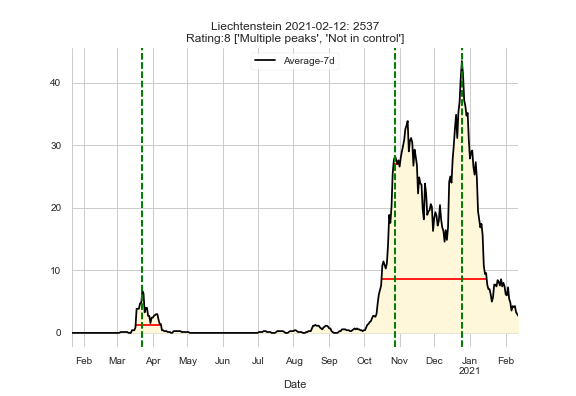 Liechtenstein 2021-02-12: 2537
Rating:8 ['Multiple peaks', 'Not in control']
Average-7d
40
30
20
10
0
Feb Mar Apr May Jun Jul Aug Sep Oct Nov Dec Jan Feb
2021
Date